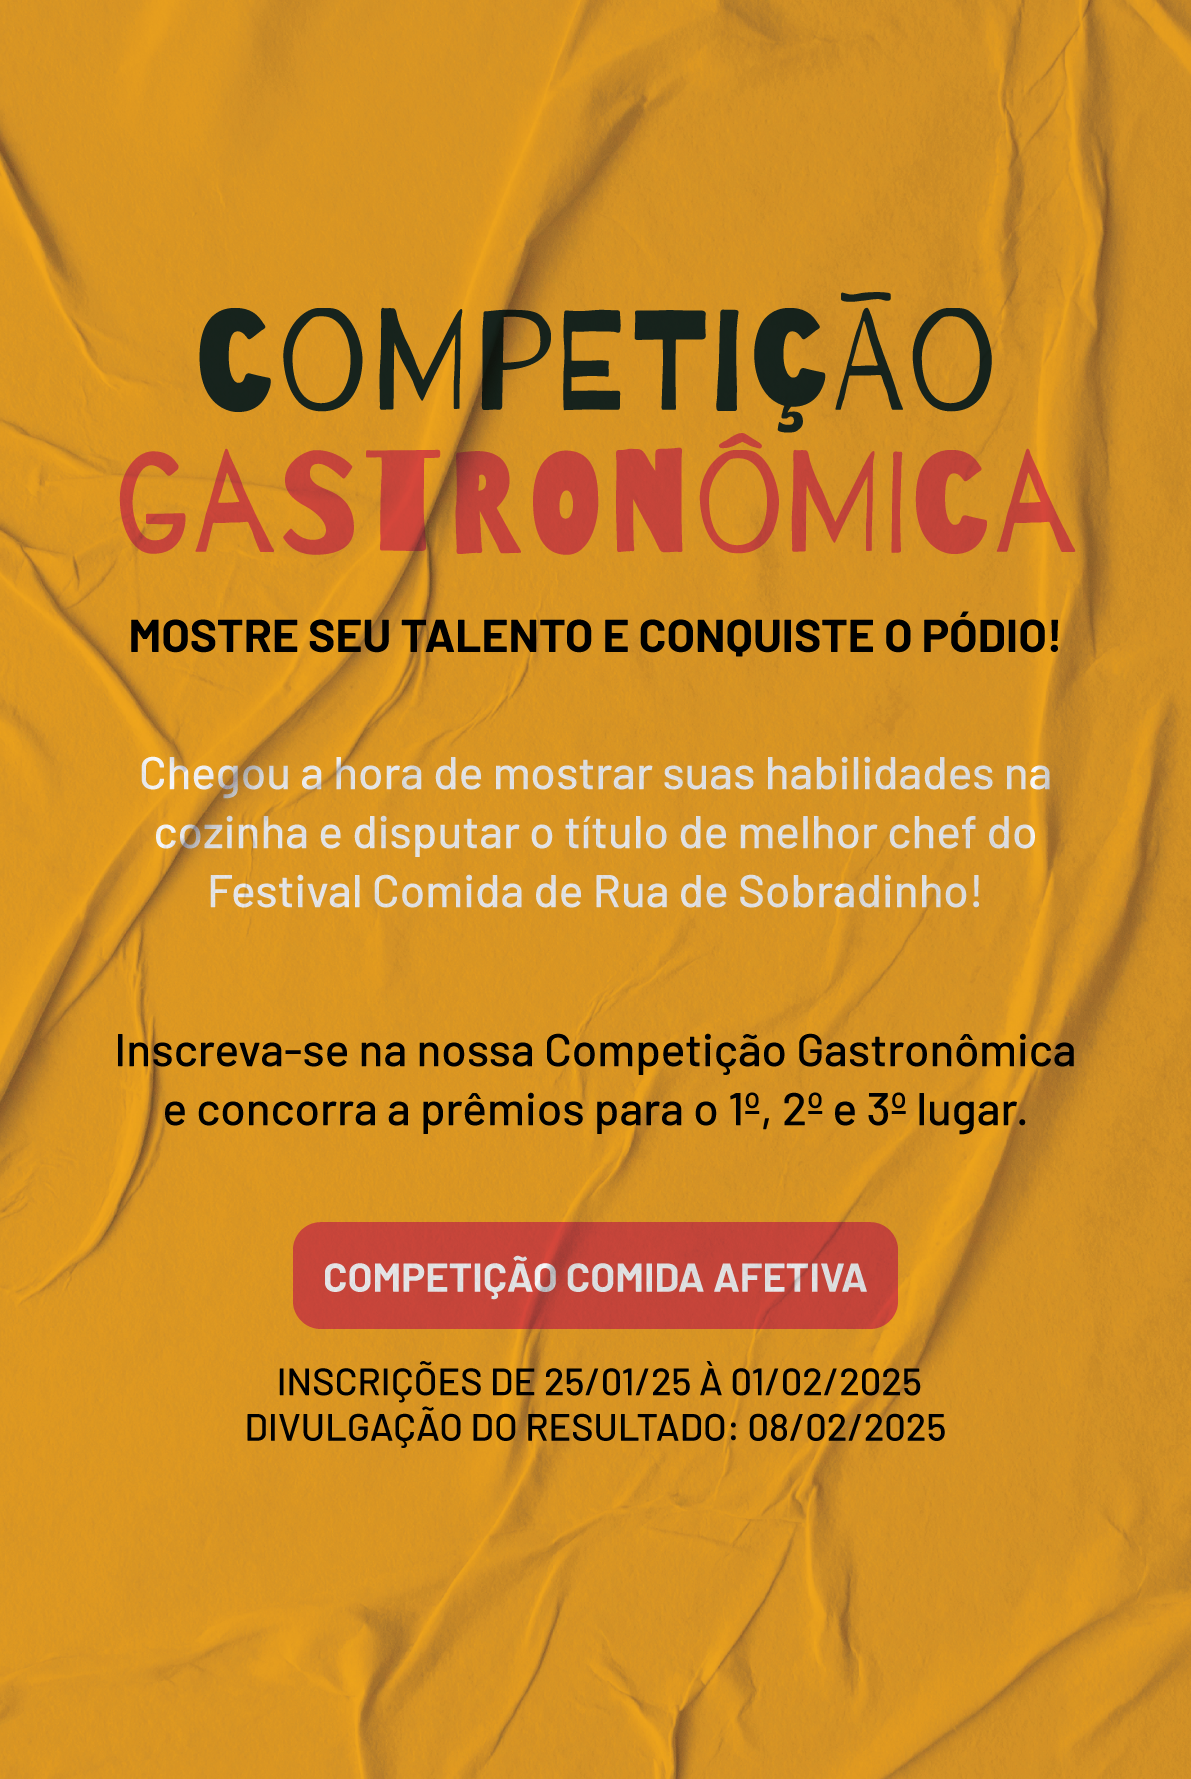 COMPETIÇÃO
GASTRONÔMICA
MOSTRE SEU TALENTO E CONQUISTE O PÓDIO!
Chegou a hora de mostrar suas habilidades na
cozinha e disputar o título de melhor chef do
Festival Comida de Rua de Sobradinho!
Inscreva-se na nossa Competição Gastronômica
e concorra a prêmios para o 1º, 2º e 3º lugar.
COMPETIÇÃO COMIDA AFETIVA
INSCRIÇÕES DE 25/01/25 À 01/02/2025
DIVULGAÇÃO DO RESULTADO: 08/02/2025